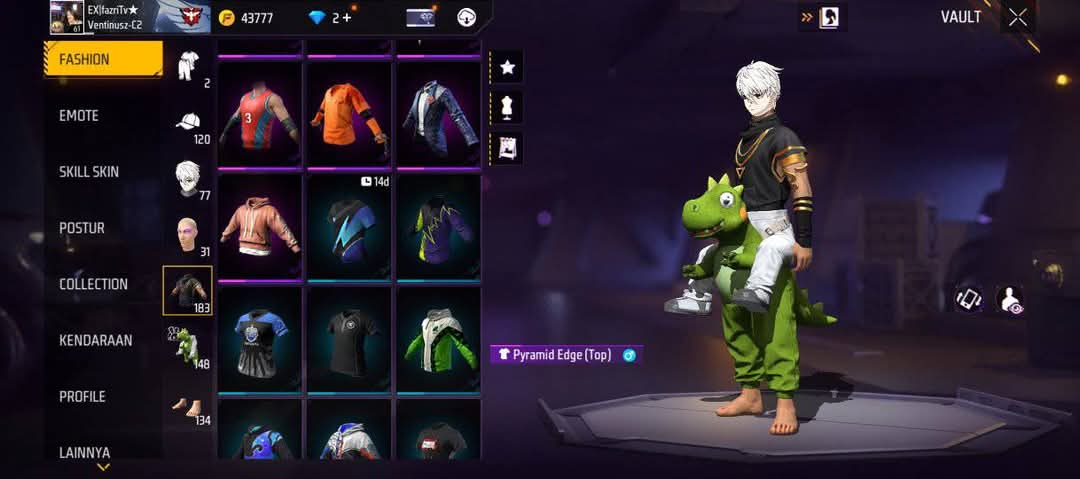 EX|fazriTv★
Ventinusz-C2
61
43777
2+
VAULT
FASHION
2
EMOTE
120
SKILL SKIN
77
POSTUR
31
COLLECTION
183
KENDARAAN
148
PROFILE
134
LAINNYA
3
14d
Pyramid Edge (Top)